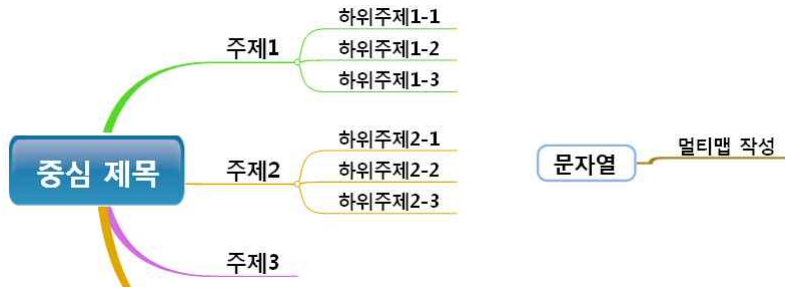 중심 제목
주제1
하위주제1-1
하위주제1-2
하위주제1-3
주제2
하위주제2-1
하위주제2-2
하위주제2-3
주제3
문자열
멀티맵 작성